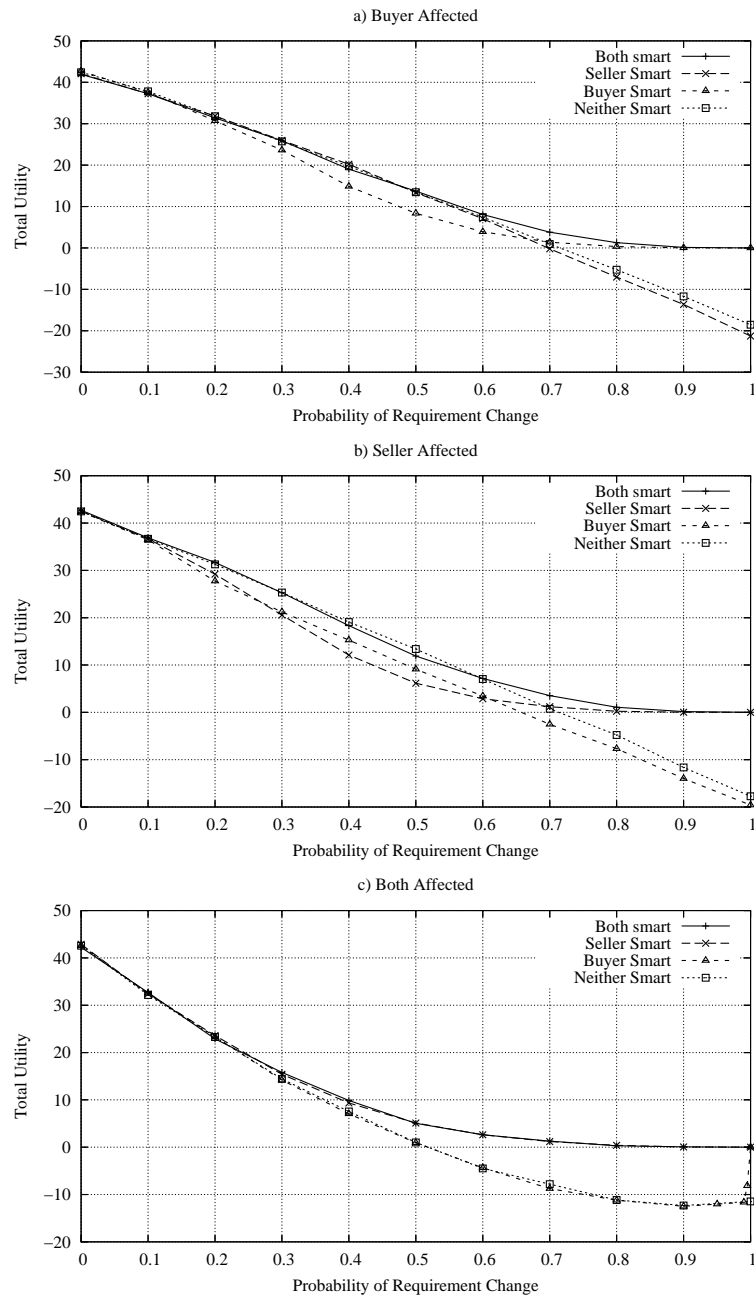 a) Buyer Affected
50
40
30
20
10
0
−10
−20
−30
Total Utility
Both smart
Seller Smart
Buyer Smart
Neither Smart
0 0.1 0.2 0.3 0.4 0.5 0.6 0.7 0.8 0.9 1
Probability of Requirement Change
b) Seller Affected
50
40
30
20
10
0
−10
−20
Total Utility
Both smart
Seller Smart
Buyer Smart
Neither Smart
0 0.1 0.2 0.3 0.4 0.5 0.6 0.7 0.8 0.9 1
Probability of Requirement Change
c) Both Affected
50
40
30
20
10
0
−10
−20
Total Utility
Both smart
Seller Smart
Buyer Smart
Neither Smart
0 0.1 0.2 0.3 0.4 0.5 0.6 0.7 0.8 0.9 1
Probability of Requirement Change